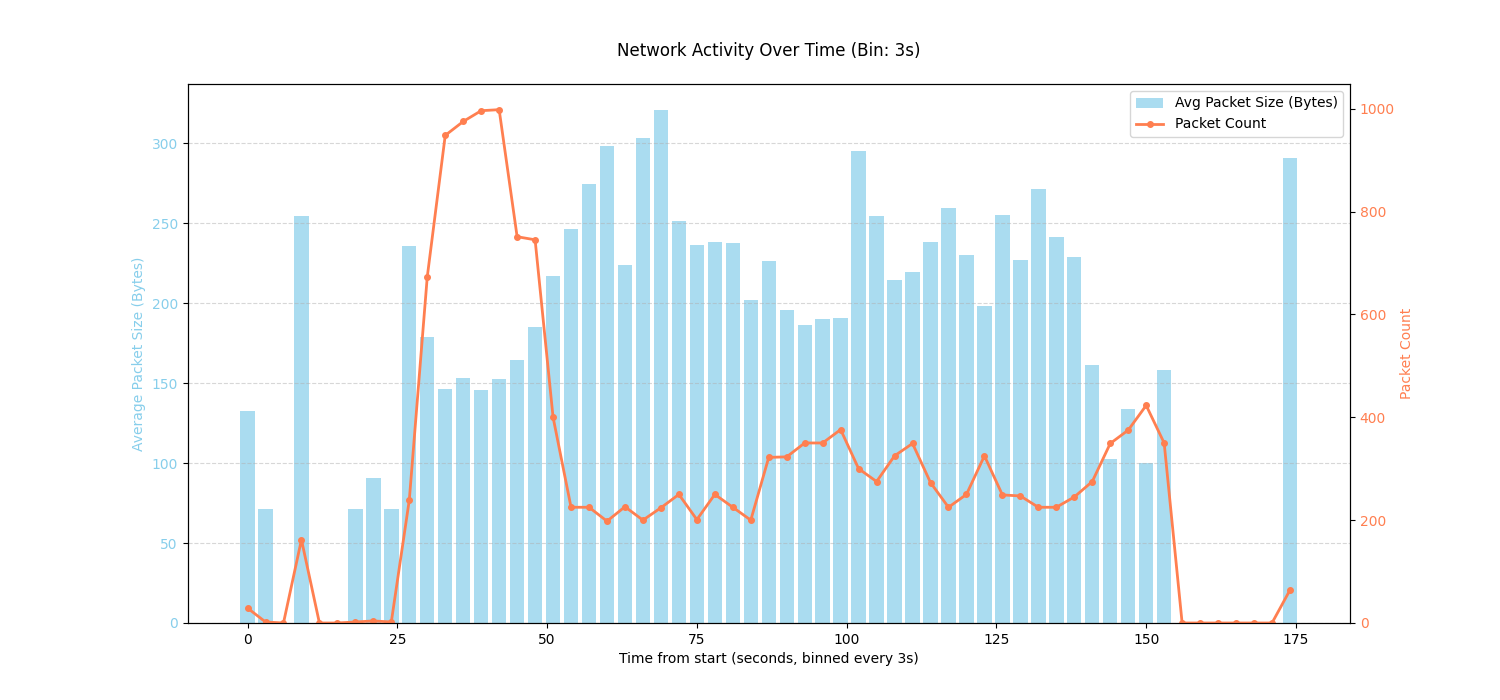 Network Activity Over Time (Bin: 3s)
Avg Packet Size (Bytes)
Packet Count
Average Packet Size (Bytes)
300
250
200
150
100
50
0
1000
800
600
400
200
0
Packet Count
0 25 50 75 100 125 150 175
Time from start (seconds, binned every 3s)